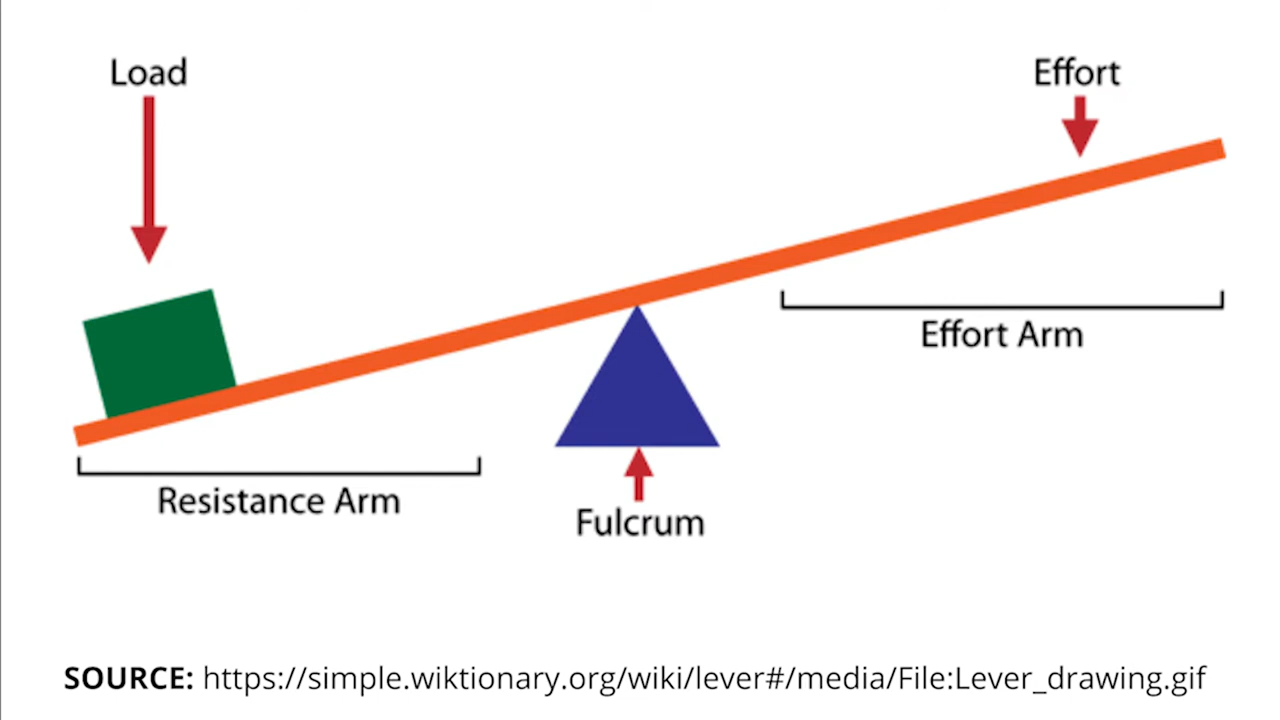 Load
Effort
Effort Arm
Resistance Arm
Fulcrum
SOURCE: https://simple.wiktionary.org/wiki/lever#/media/File:Lever_drawing.gif